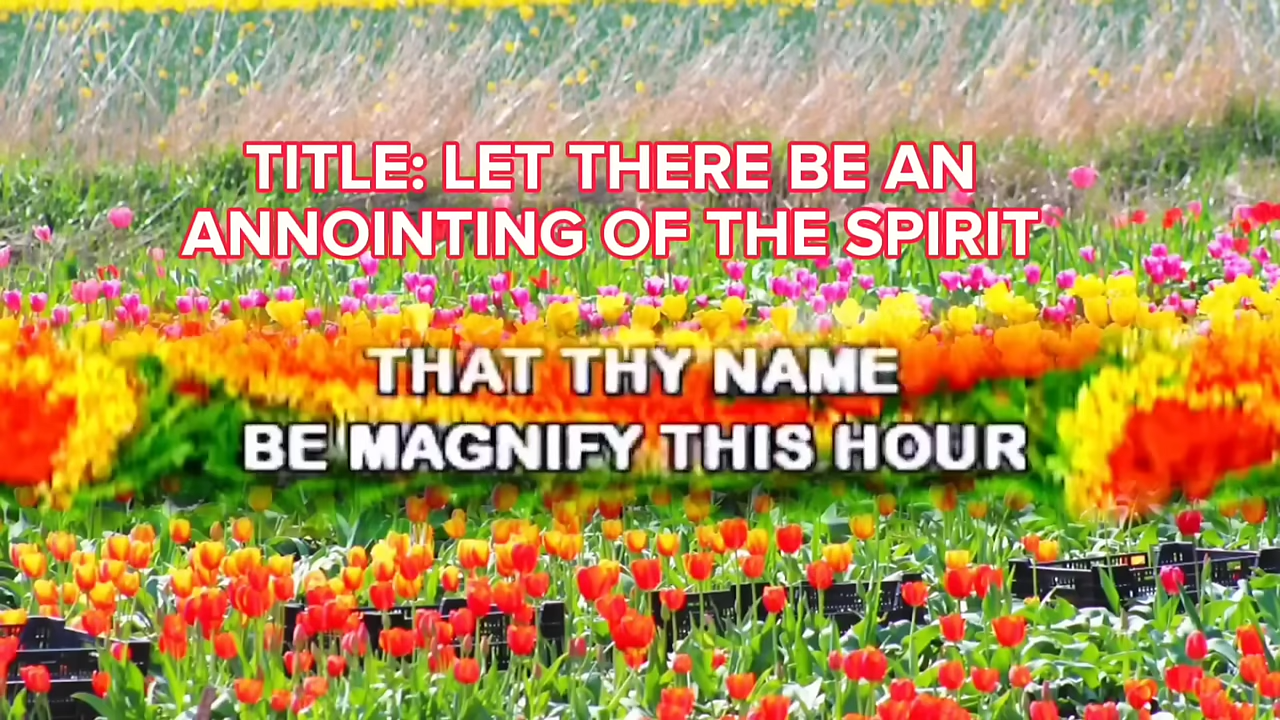 TITLE: LET THERE BE AN
ANNOINTING OF THE SPIRIT
THAT THY NAME
BE MAGNIFY THIS HOUR